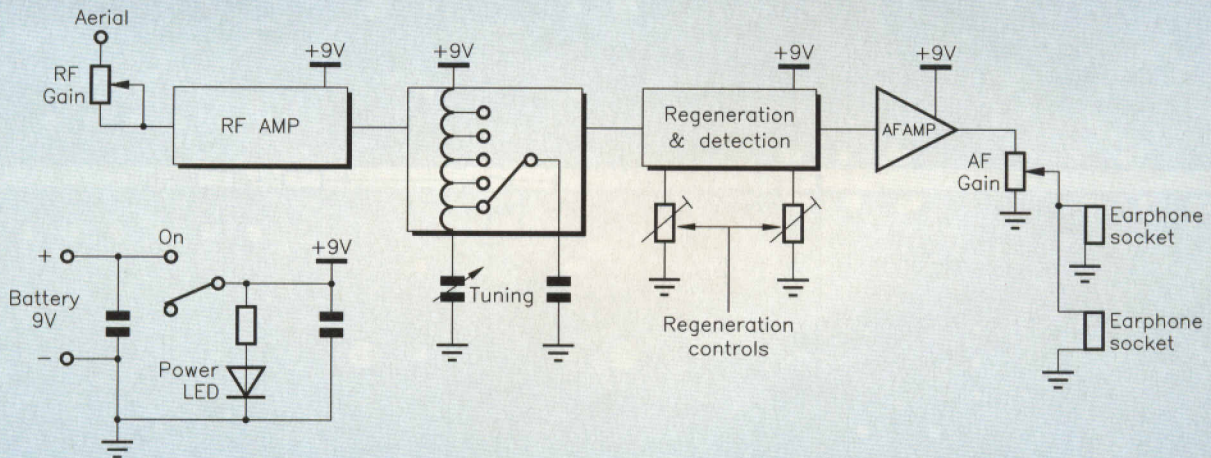 Aerial
RF
Gain
+9V
RF AMP
+9V
+9V
Regeneration
& detection
+9V
AFAMP
AF
Gain
Earphone
socket
Earphone
socket
Tuning
Regeneration
controls
+
On
+9V
Battery
9V
–
Power
LED